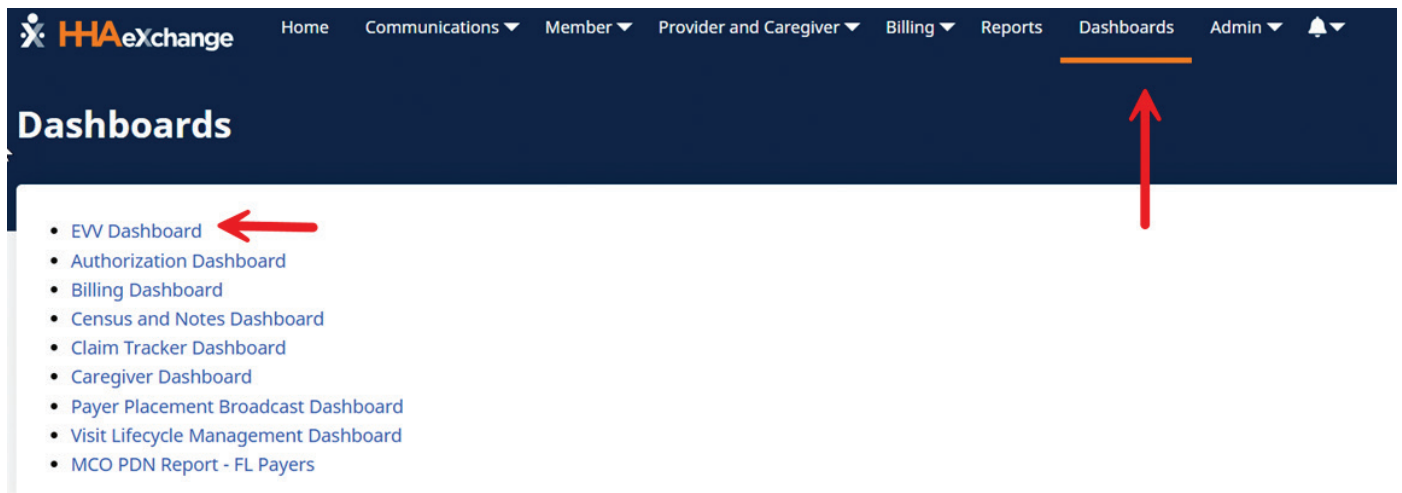 HHAeXchange Home Communications Member Provider and Caregiver Billing Reports Dashboards Admin
Dashboards
EVV Dashboard
Authorization Dashboard
Billing Dashboard
Census and Notes Dashboard
Claim Tracker Dashboard
Caregiver Dashboard
Payer Placement Broadcast Dashboard
Visit Lifecycle Management Dashboard
MCO PDN Report - FL Payers